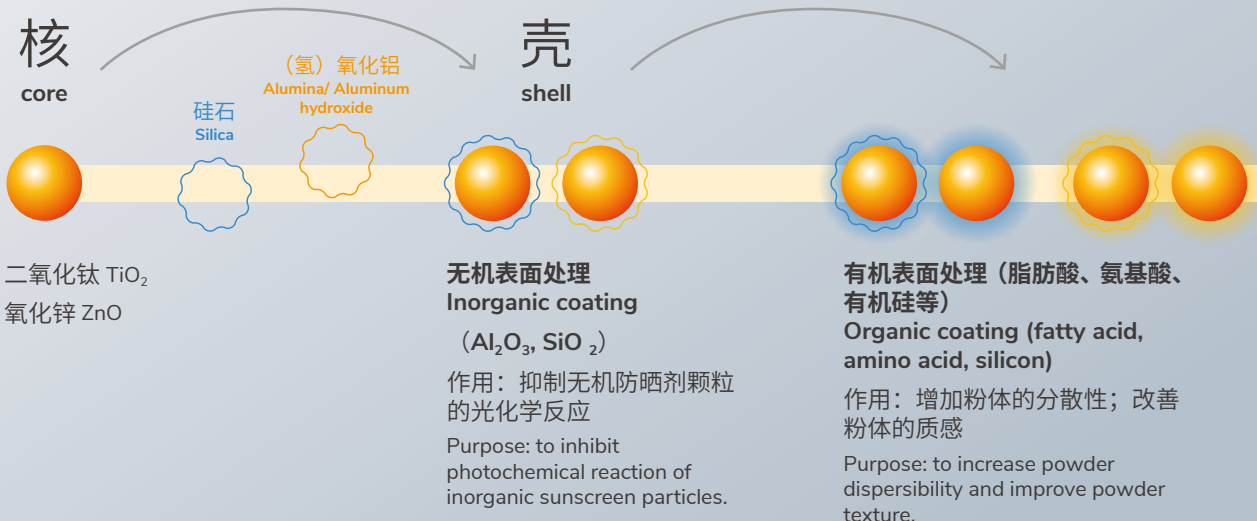 核
core
壳
shell
（氢）氧化铝
Alumina/ Aluminum
hydroxide
硅石
Silica
二氧化钛 TiO₂
氧化锌 ZnO
无机表面处理
Inorganic coating
（Al₂O₃, SiO ₂）
作用：抑制无机防晒剂颗粒
的光化学反应
Purpose: to inhibit
photochemical reaction of
inorganic sunscreen particles.
有机表面处理（脂肪酸、氨基酸、
有机硅等）
Organic coating (fatty acid,
amino acid, silicon)
作用：增加粉体的分散性；改善
粉体的质感
Purpose: to increase powder
dispersibility and improve powder
texture.